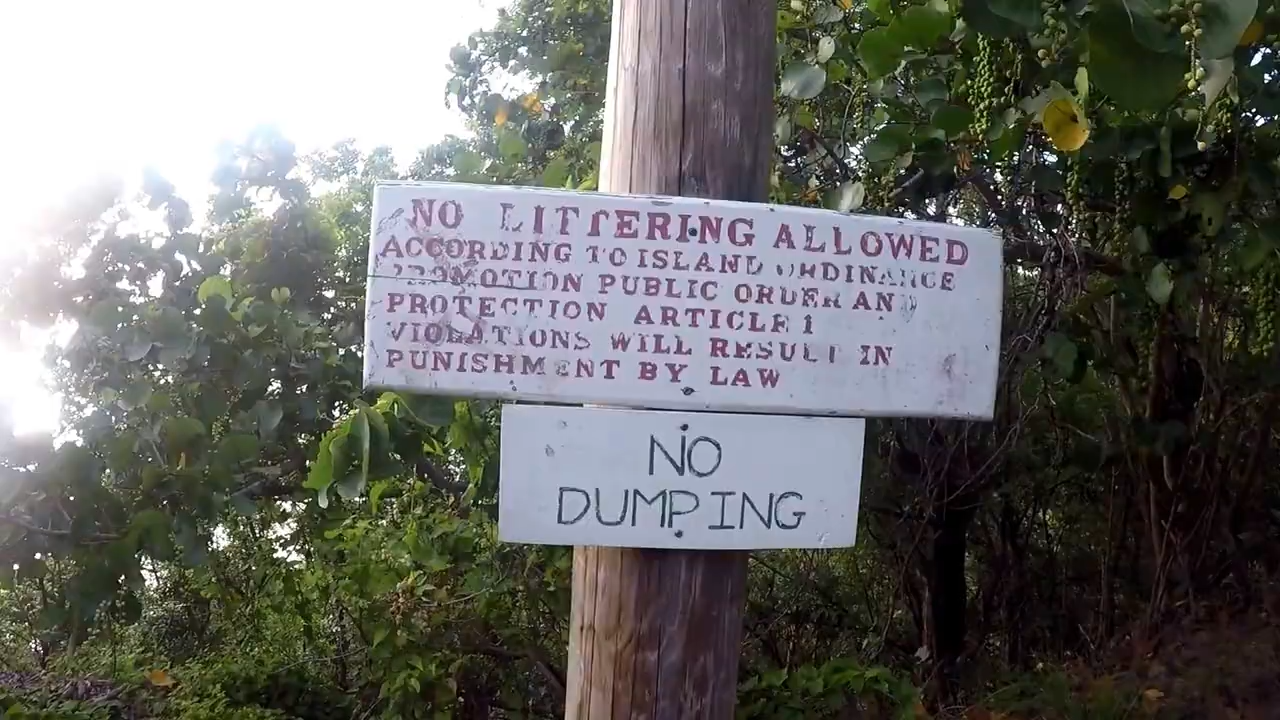 NO LITTERING ALLOWED
ACCORDING TO ISLAND ORDINANCE
PROMOTION PUBLIC ORDER AND
PROTECTION ARTICLE 1
VIOLATIONS WILL RESULT IN
PUNISHMENT BY LAW
NO
DUMPING